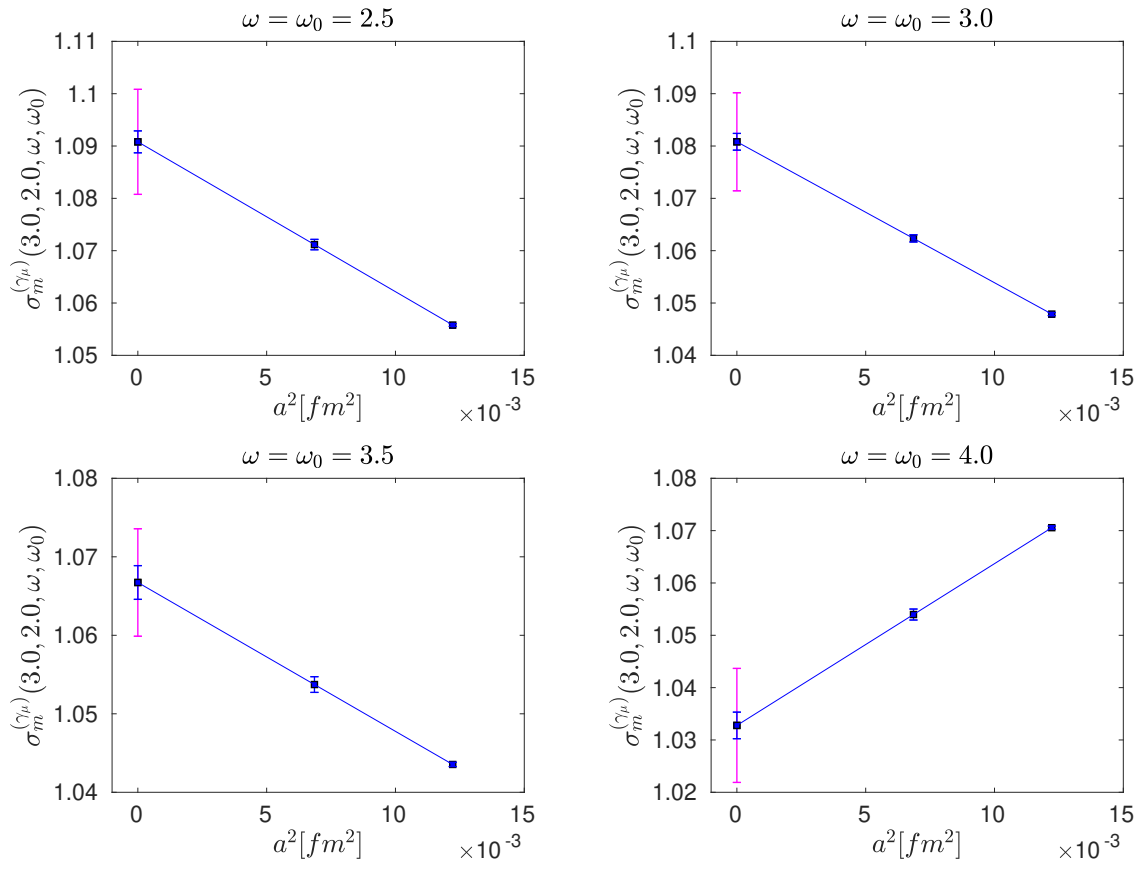 ω = ω₀ = 2.5
σₘ^(γ_μ)(3.0, 2.0, ω, ω₀)
1.11
1.1
1.09
1.08
1.07
1.06
1.05
0 5 10 15
a²[fm²]
×10⁻³
ω = ω₀ = 3.0
σₘ^(γ_μ)(3.0, 2.0, ω, ω₀)
1.1
1.09
1.08
1.07
1.06
1.05
1.04
0 5 10 15
a²[fm²]
×10⁻³
ω = ω₀ = 3.5
σₘ^(γ_μ)(3.0, 2.0, ω, ω₀)
1.08
1.07
1.06
1.05
1.04
0 5 10 15
a²[fm²]
×10⁻³
ω = ω₀ = 4.0
σₘ^(γ_μ)(3.0, 2.0, ω, ω₀)
1.08
1.07
1.06
1.05
1.04
1.03
1.02
0 5 10 15
a²[fm²]
×10⁻³